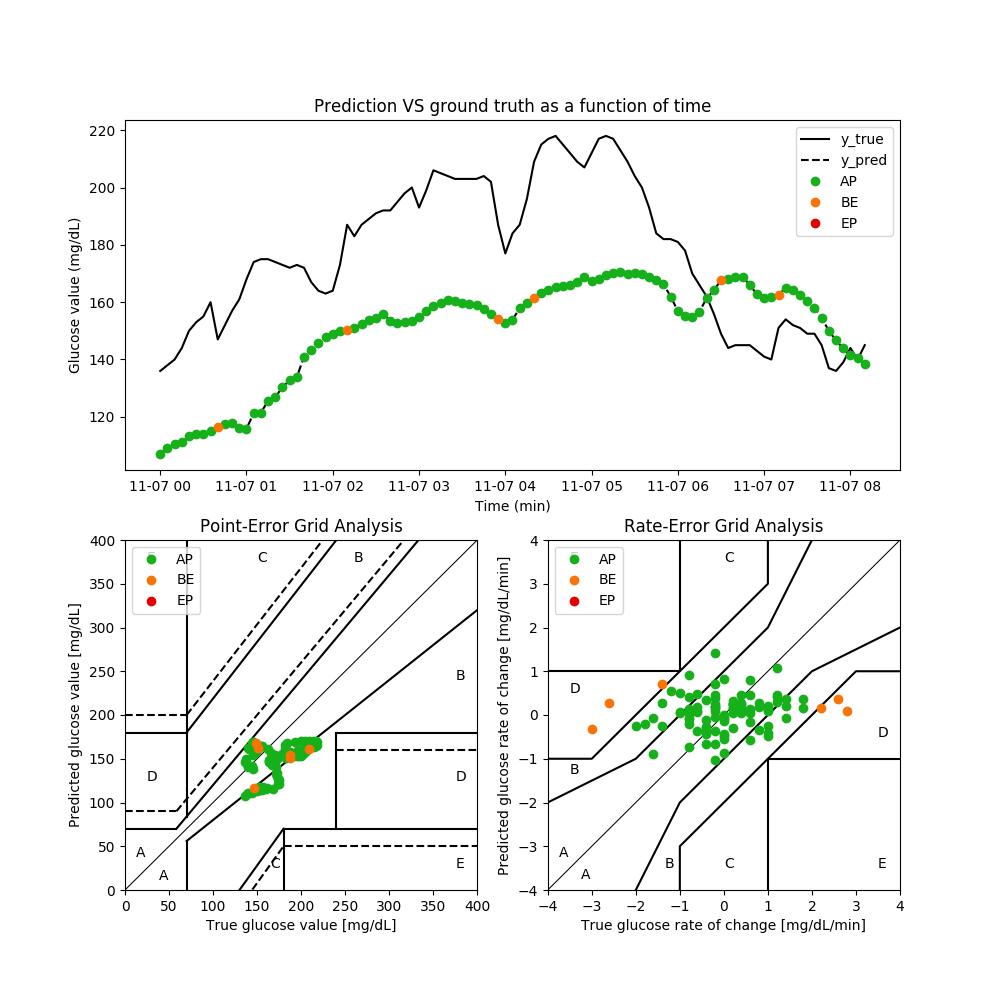 Prediction VS ground truth as a function of time
Glucose value (mg/dL)
220
200
180
160
140
120
y_true
y_pred
AP
BE
EP
11-07 00 11-07 01 11-07 02 11-07 03 11-07 04 11-07 05 11-07 06 11-07 07 11-07 08
Time (min)
Point-Error Grid Analysis
Predicted glucose value [mg/dL]
400
350
300
250
200
150
100
50
0
AP
BE
EP
C
B
B
D
D
A
A
C
E
0 50 100 150 200 250 300 350 400
True glucose value [mg/dL]
Rate-Error Grid Analysis
Predicted glucose rate of change [mg/dL/min]
4
3
2
1
0
−1
−2
−3
−4
AP
BE
EP
C
D
D
B
A
A
B
C
E
−4 −3 −2 −1 0 1 2 3 4
True glucose rate of change [mg/dL/min]